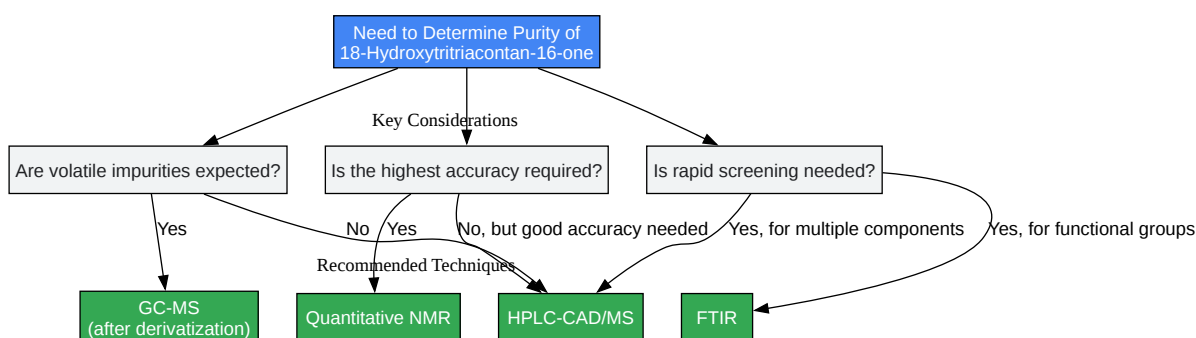 Need to Determine Purity of
18-Hydroxytritriacontan-16-one
Key Considerations
Are volatile impurities expected?
Is the highest accuracy required?
Is rapid screening needed?
Yes
No
Yes
No, but good accuracy needed
Yes, for multiple components
Yes, for functional groups
Recommended Techniques
GC-MS
(after derivatization)
Quantitative NMR
HPLC-CAD/MS
FTIR